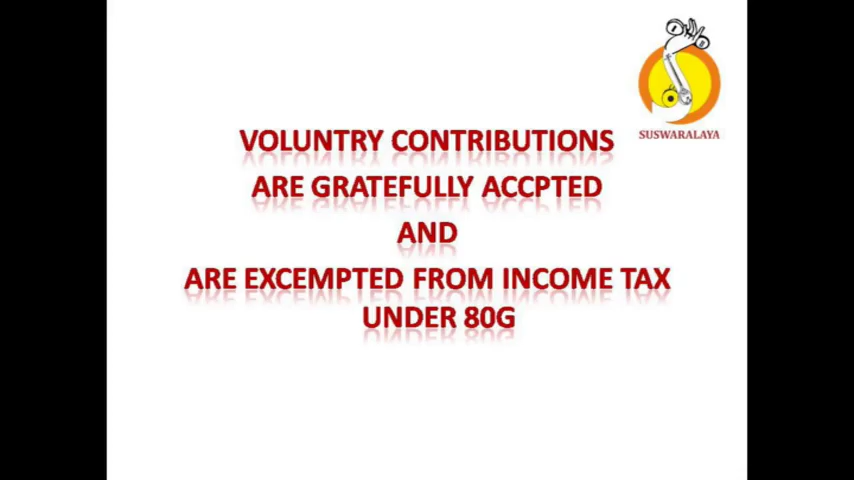 SUSWARALAYA
VOLUNTRY CONTRIBUTIONS
ARE GRATEFULLY ACCPTED
AND
ARE EXCEMPTED FROM INCOME TAX
UNDER 80G